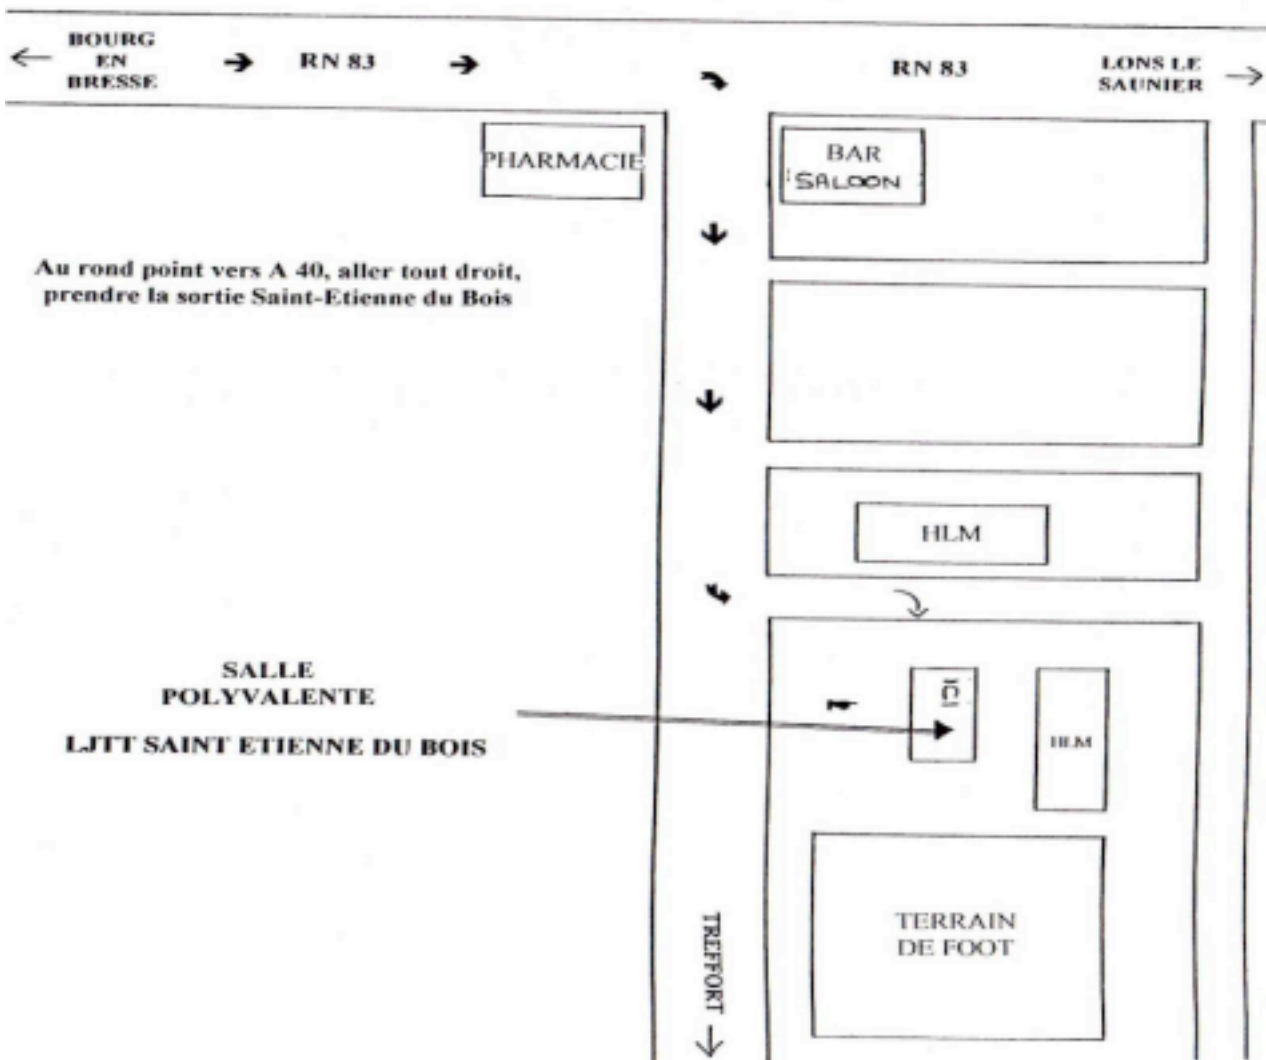 BOURG
EN
BRESSE
RN 83
RN 83
LONS LE
SAUNIER
PHARMACIE
BAR
SALOON
Au rond point vers A 40, aller tout droit,
prendre la sortie Saint-Etienne du Bois
HLM
SALLE
POLYVALENTE
LJTT SAINT ETIENNE DU BOIS
ICI
HLM
TERRAIN
DE FOOT
TREFFORT